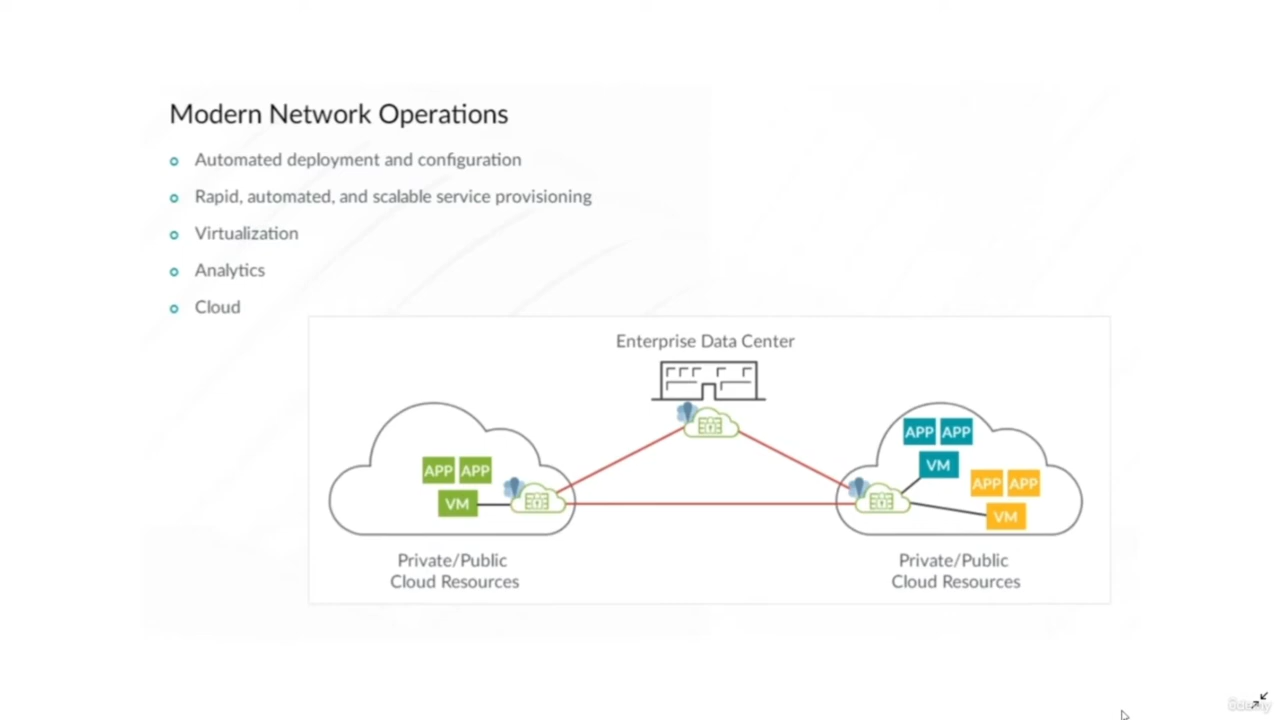 Modern Network Operations
Automated deployment and configuration
Rapid, automated, and scalable service provisioning
Virtualization
Analytics
Cloud
Enterprise Data Center
APP APP
VM
APP APP
VM
APP APP
VM
Private/Public
Cloud Resources
Private/Public
Cloud Resources